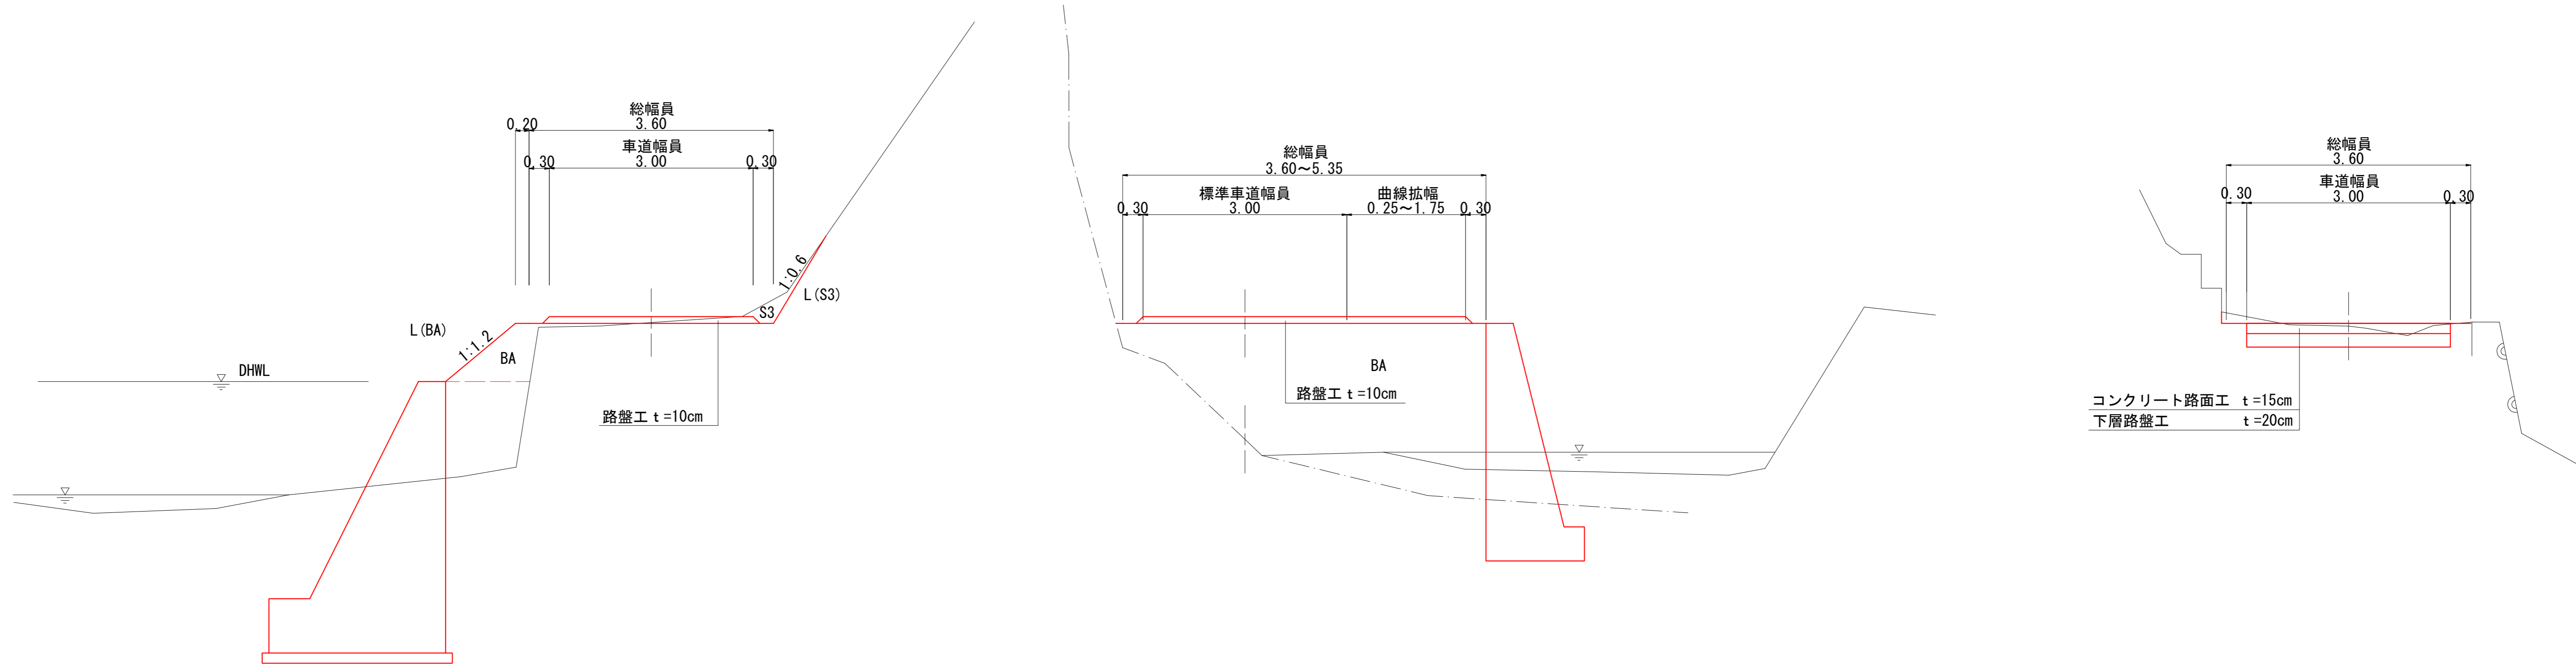 総幅員
0.20 3.60
車道幅員
0.30 3.00 0.30
1:0.6
L(S3)
S3
L(BA)
1:1.2
BA
DHWL
路盤工 t=10cm
総幅員
3.60～5.35
標準車道幅員 曲線拡幅
0.30 3.00 0.25～1.75 0.30
BA
路盤工 t=10cm
総幅員
3.60
車道幅員
0.30 3.00 0.30
コンクリート路面工 t=15cm
下層路盤工 t=20cm